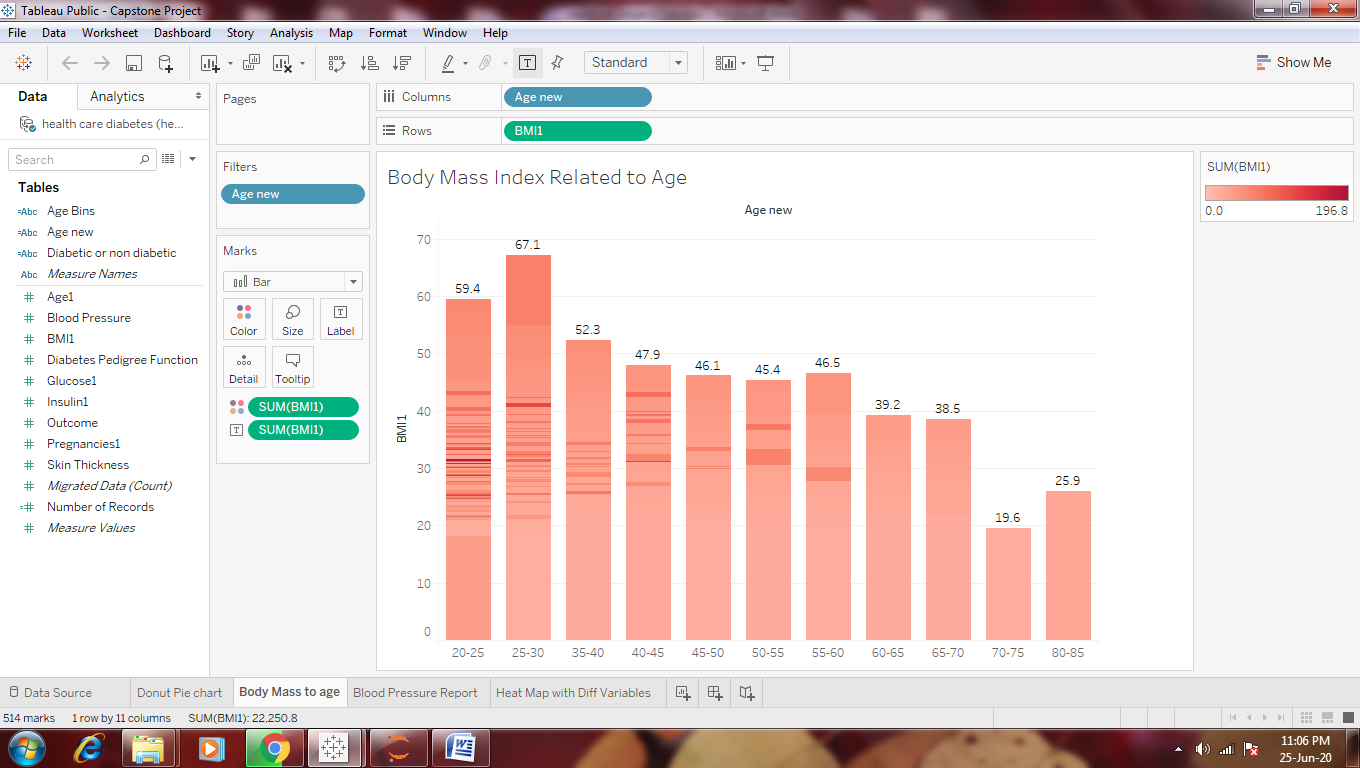 Tableau Public - Capstone Project
File Data Worksheet Dashboard Story Analysis Map Format Window Help
Standard
Show Me
Data Analytics
health care diabetes (he...
Search
Tables
=Abc Age Bins
=Abc Age new
=Abc Diabetic or non diabetic
Abc Measure Names
Age1
Blood Pressure
BMI1
Diabetes Pedigree Function
Glucose1
Insulin1
Outcome
Pregnancies1
Skin Thickness
Migrated Data (Count)
Number of Records
Measure Values
Pages
Filters
Age new
Marks
Bar
Color Size Label
Detail Tooltip
SUM(BMI1)
SUM(BMI1)
Columns Age new
Rows BMI1
Body Mass Index Related to Age
Age new
BMI1
70
60
50
40
30
20
10
0
59.4
67.1
52.3
47.9
46.1
45.4
46.5
39.2
38.5
19.6
25.9
20-25 25-30 35-40 40-45 45-50 50-55 55-60 60-65 65-70 70-75 80-85
SUM(BMI1)
0.0 196.8
Data Source Donut Pie chart Body Mass to age Blood Pressure Report Heat Map with Diff Variables
514 marks 1 row by 11 columns SUM(BMI1): 22,250.8
11:06 PM
25-Jun-20